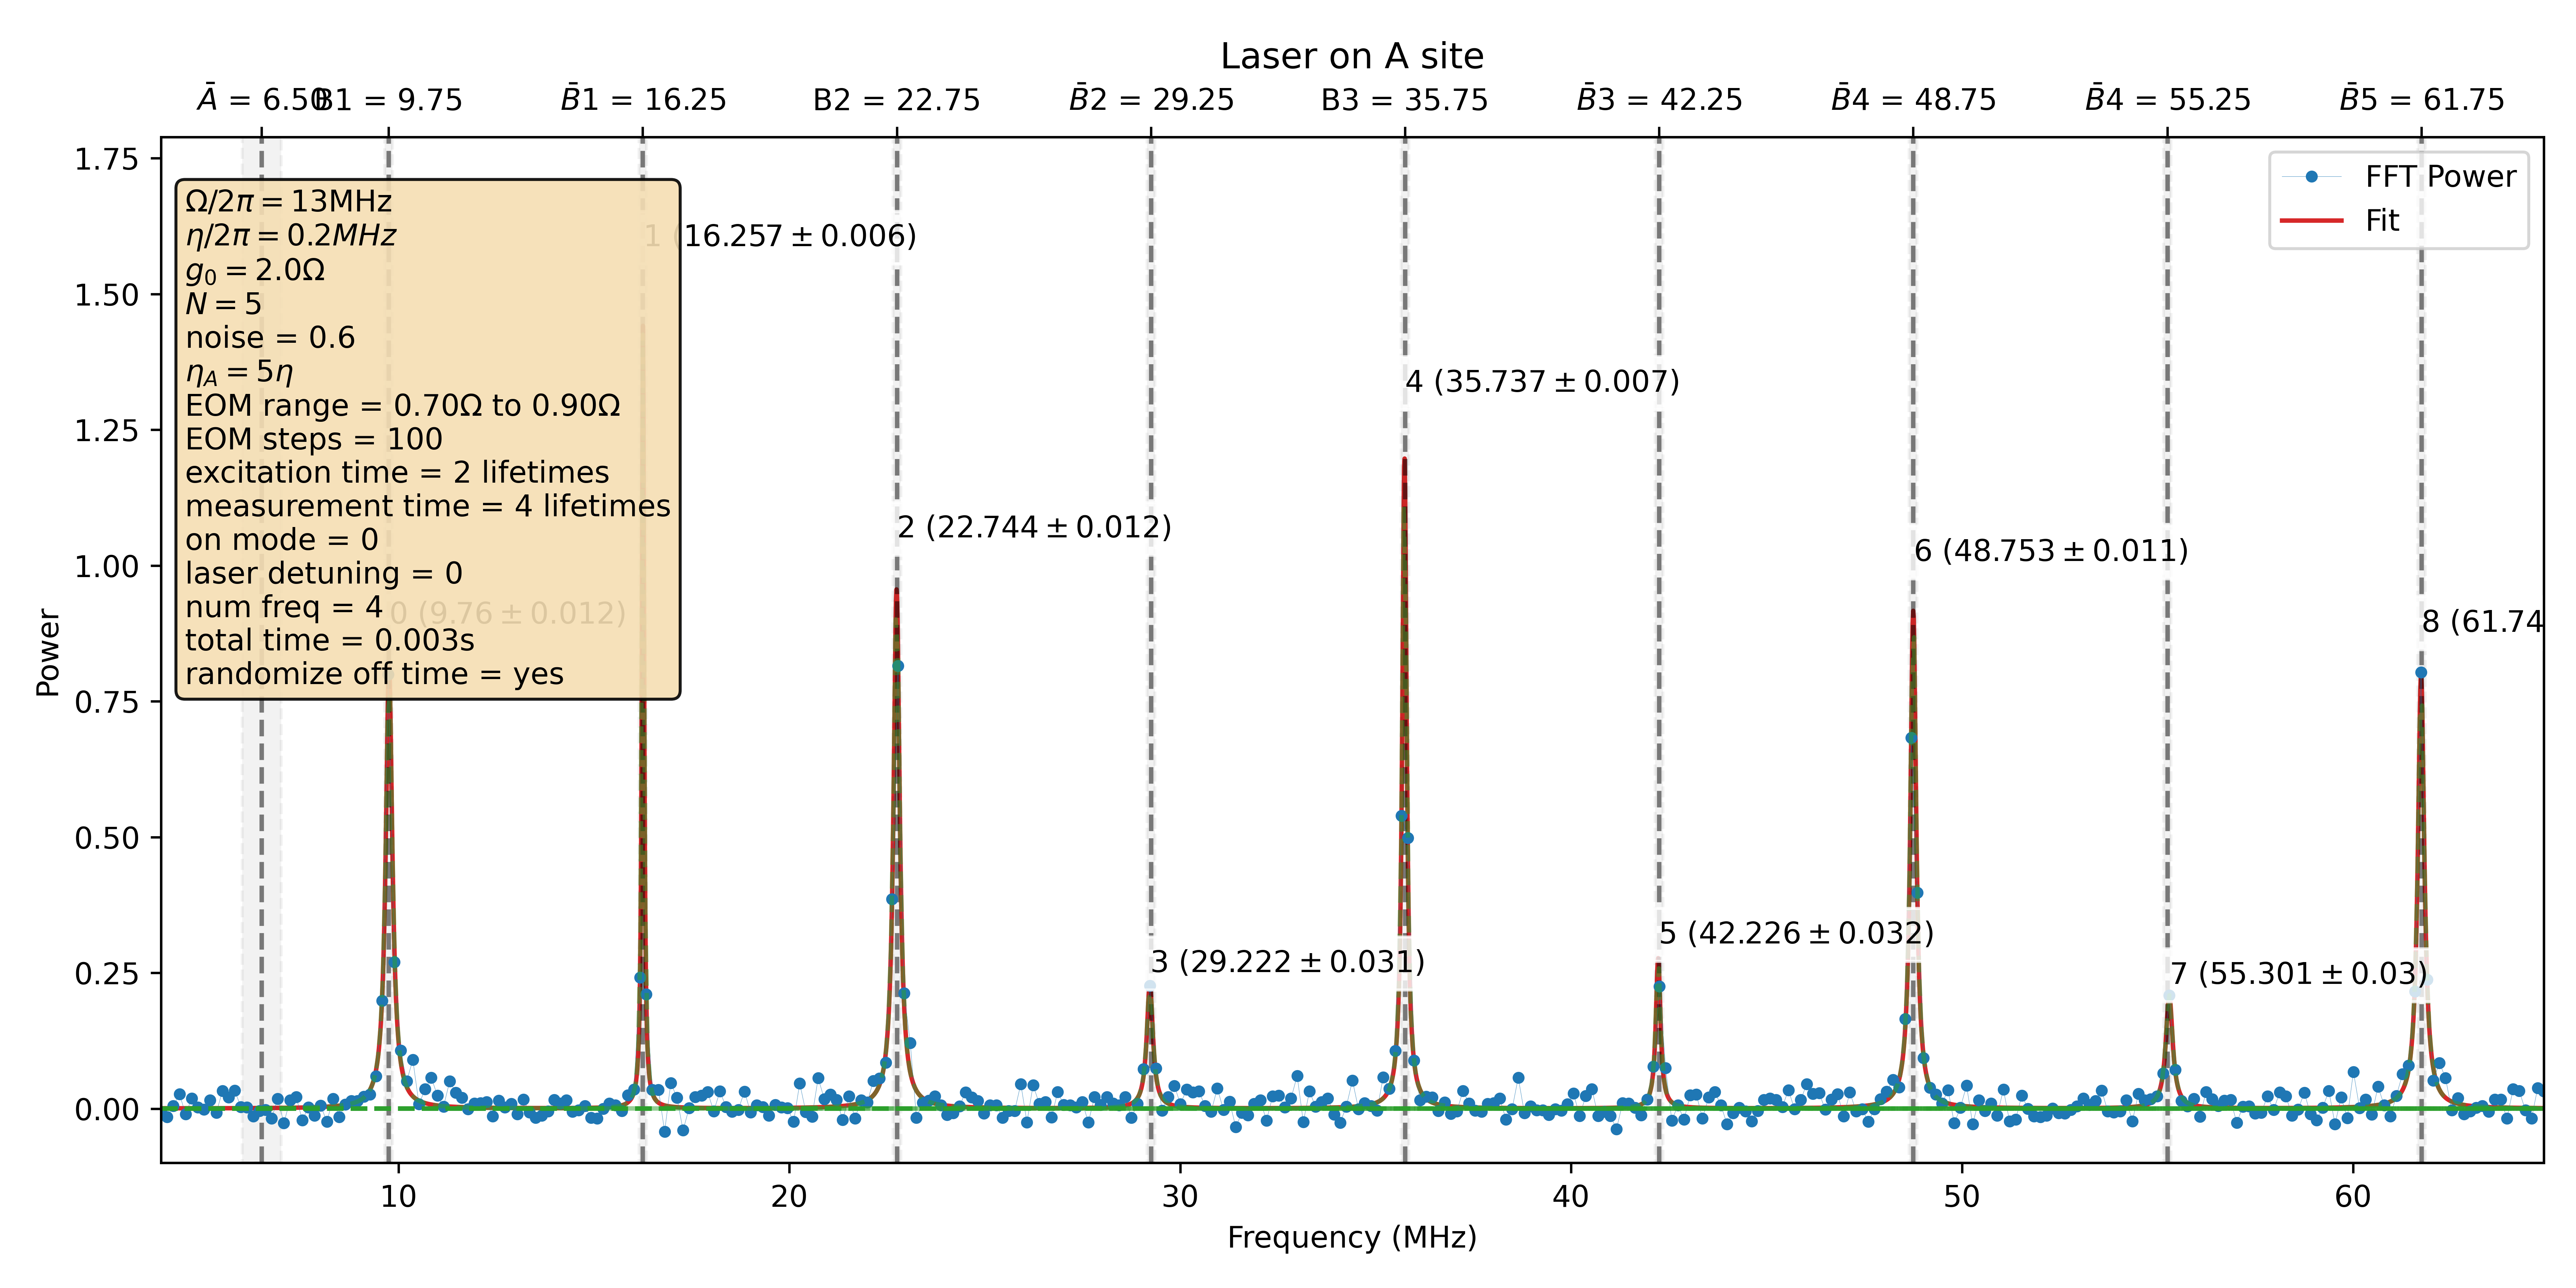 Laser on A site
Ā = 6.50 B1 = 9.75 B̄1 = 16.25 B2 = 22.75 B̄2 = 29.25 B3 = 35.75 B̄3 = 42.25 B̄4 = 48.75 B̄4 = 55.25 B̄5 = 61.75
1.75
1.50
1.25
1.00
0.75
0.50
0.25
0.00
Power
Ω/2π = 13MHz
η/2π = 0.2MHz
g₀ = 2.0Ω
N = 5
noise = 0.6
η_A = 5η
EOM range = 0.70Ω to 0.90Ω
EOM steps = 100
excitation time = 2 lifetimes
measurement time = 4 lifetimes
on mode = 0
laser detuning = 0
num freq = 4
total time = 0.003s
randomize off time = yes
FFT Power
Fit
0 (9.76 ± 0.012)
1 (16.257 ± 0.006)
2 (22.744 ± 0.012)
3 (29.222 ± 0.031)
4 (35.737 ± 0.007)
5 (42.226 ± 0.032)
6 (48.753 ± 0.011)
7 (55.301 ± 0.03)
8 (61.74
10 20 30 40 50 60
Frequency (MHz)